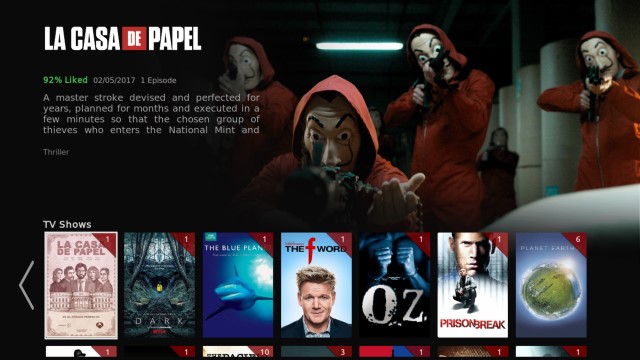 LA CASA DE PAPEL
92% Liked 02/05/2017 1 Episode
A master stroke devised and perfected for
years, planned for months and executed in a
few minutes so that the chosen group of
thieves who enters the National Mint and
Thriller
TV Shows
1 1 1 1 1 1 6
LA CASA
DE PAPEL
DARK
NETFLIX
THE BLUE PLAN
THE F WORD
OZ
PRISON BREAK
PLANET EARTH
1 1 10 3 1 1 1